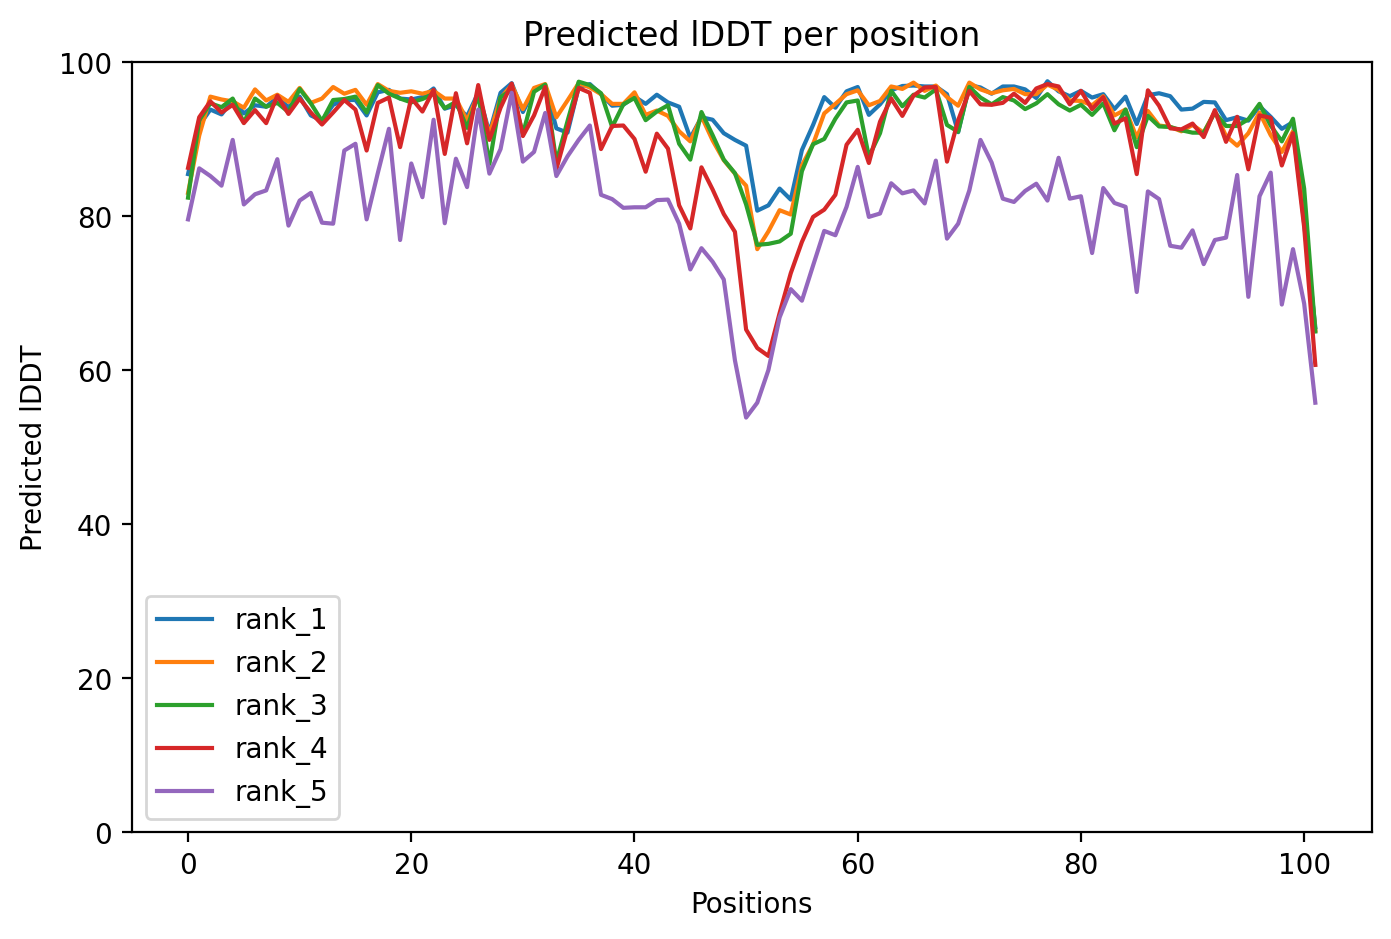 Predicted lDDT per position
100
80
60
40
20
0
Predicted lDDT
rank_1
rank_2
rank_3
rank_4
rank_5
0 20 40 60 80 100
Positions